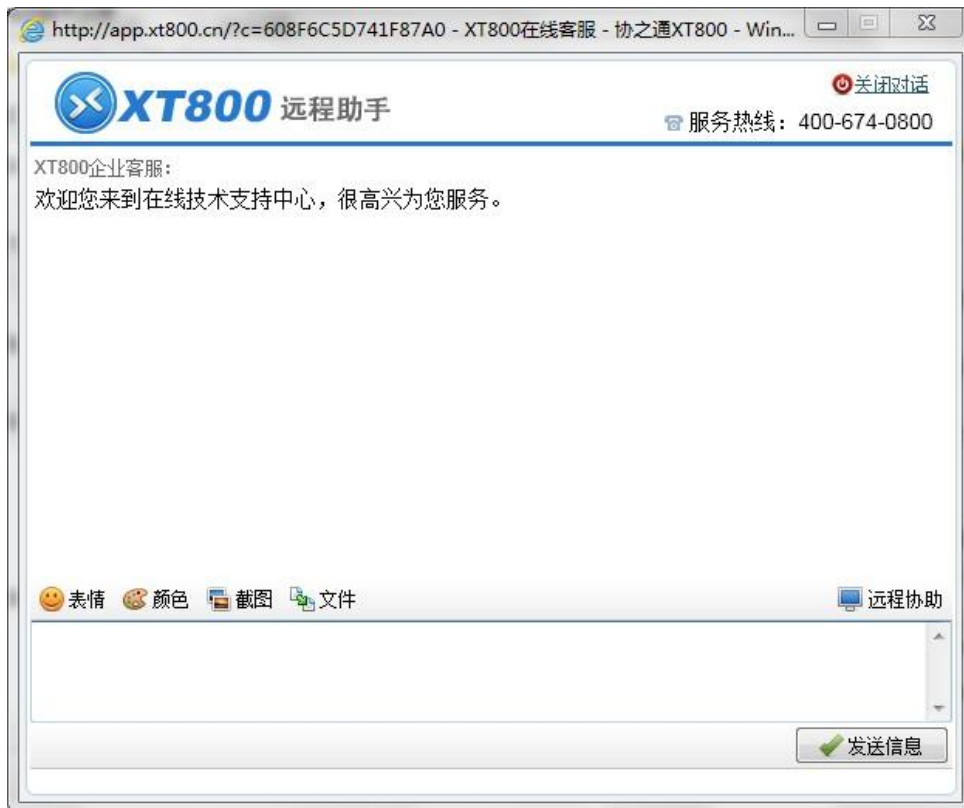 http://app.xt800.cn/?c=608F6C5D741F87A0 - XT800在线客服 - 协之通XT800 - Win...
XT800 远程助手
关闭对话
服务热线：400-674-0800
XT800企业客服：
欢迎您来到在线技术支持中心，很高兴为您服务。
表情 颜色 截图 文件 远程协助
发送信息